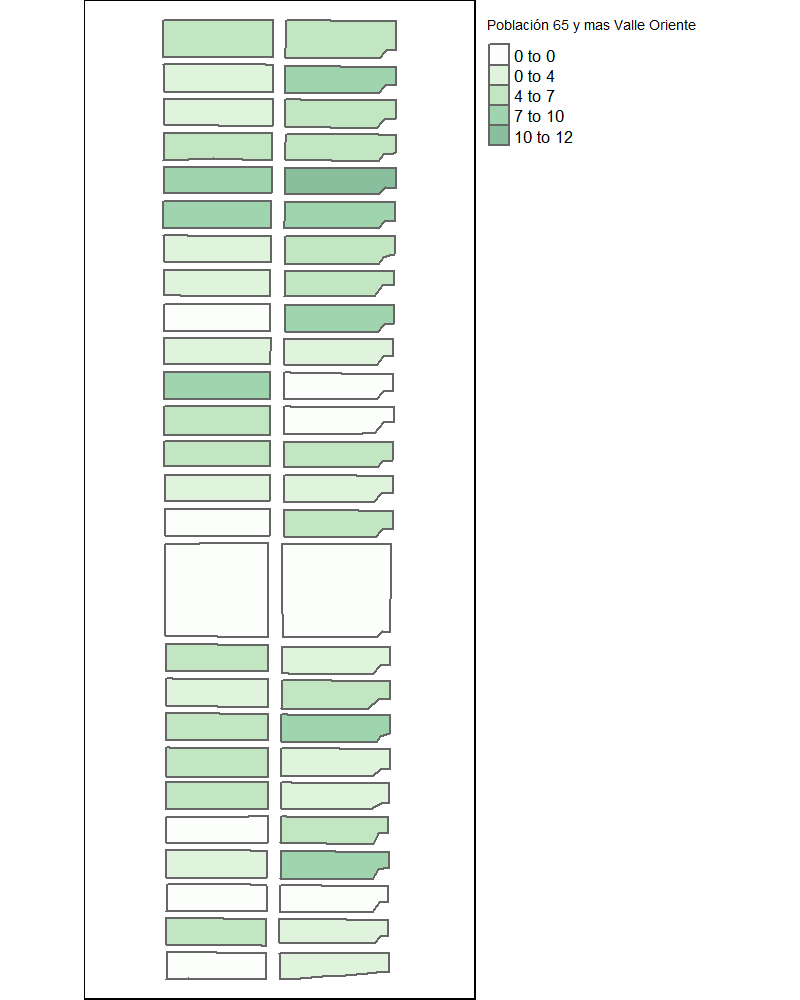 Población 65 y mas Valle Oriente
0 to 0
0 to 4
4 to 7
7 to 10
10 to 12